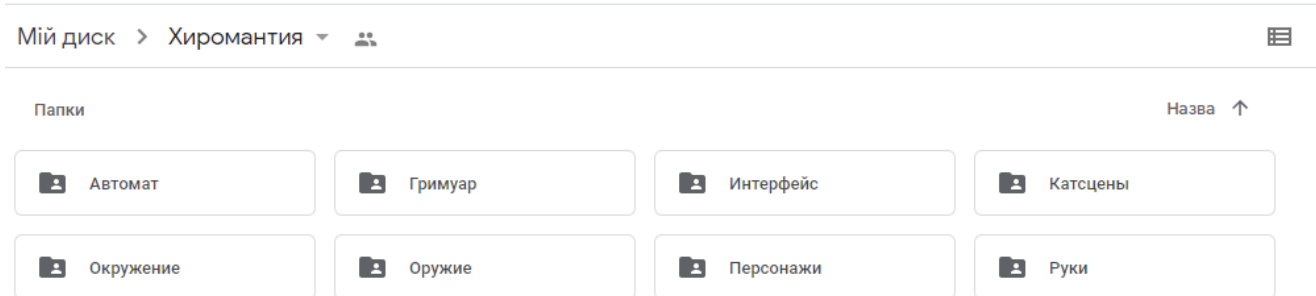 Мій диск > Хиромантия
Папки Назва ↑
Автомат Гримуар Интерфейс Катсцены
Окружение Оружие Персонажи Руки